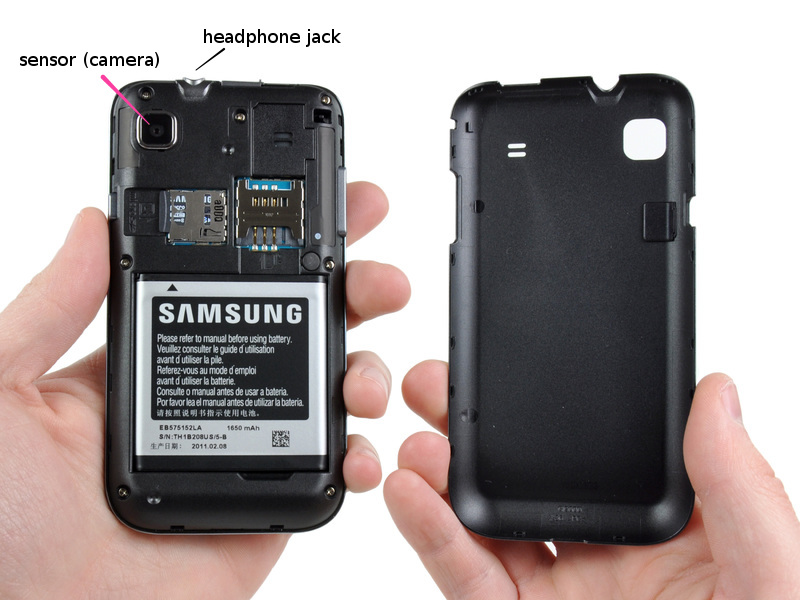 headphone jack
sensor (camera)
SAMSUNG
Please refer to manual before using battery.
Veuillez consulter le guide d'utilisation
avant d'utiliser la pile.
Referez-vous au mode d'emploi
avant d'utiliser la batterie.
Consulte o manual antes de usar a bateria.
Por favor lea el manual antes de utilizar la batería.
请按照说明书指示使用电池。
EB575152LA 1650 mAh
S/N:TH1B208US/5-B
生产日期: 2011.02.08